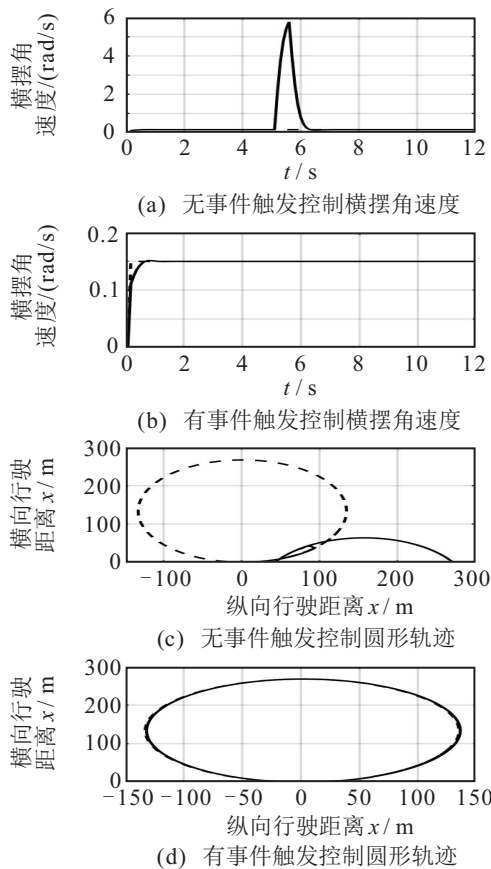 横摆角
速度/(rad/s)
6
4
2
0
0 2 4 6 8 10 12
t / s
(a) 无事件触发控制横摆角速度
横摆角
速度/(rad/s)
0.2
0.1
0
0 2 4 6 8 10 12
t / s
(b) 有事件触发控制横摆角速度
横向行驶
距离 x / m
300
200
100
0
−100 0 100 200 300
纵向行驶距离 x / m
(c) 无事件触发控制圆形轨迹
横向行驶
距离 x / m
300
200
100
0
−150 −100 −50 0 50 100 150
纵向行驶距离 x / m
(d) 有事件触发控制圆形轨迹